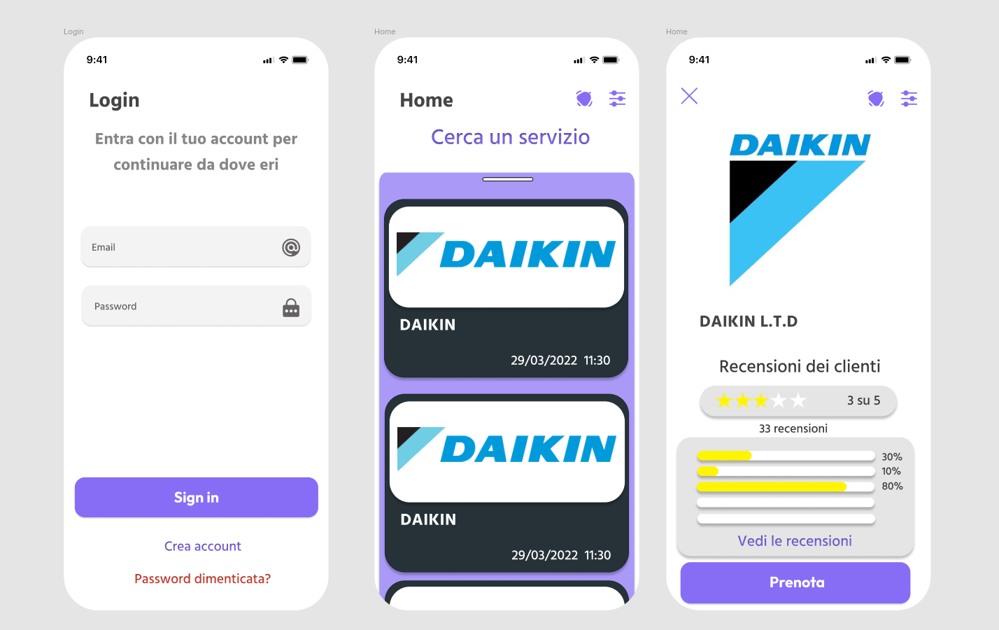 Login
9:41
Login
Entra con il tuo account per
continuare da dove eri
Email
Password
Sign in
Crea account
Password dimenticata?
Home
9:41
Home
Cerca un servizio
DAIKIN
DAIKIN
29/03/2022 11:30
DAIKIN
DAIKIN
29/03/2022 11:30
Home
9:41
DAIKIN
DAIKIN L.T.D
Recensioni dei clienti
3 su 5
33 recensioni
30%
10%
80%
Vedi le recensioni
Prenota